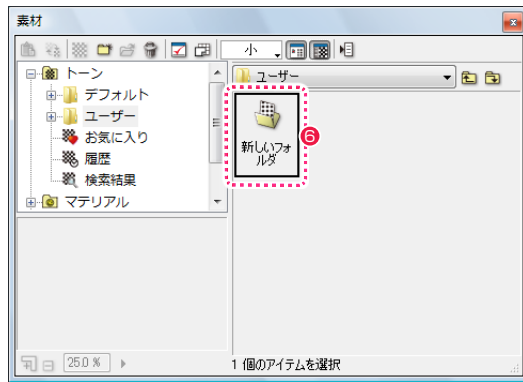 素材
小
トーン
デフォルト
ユーザー
お気に入り
履歴
検索結果
マテリアル
ユーザー
新しいフォ
ルダ
6
25.0 %
1 個のアイテムを選択